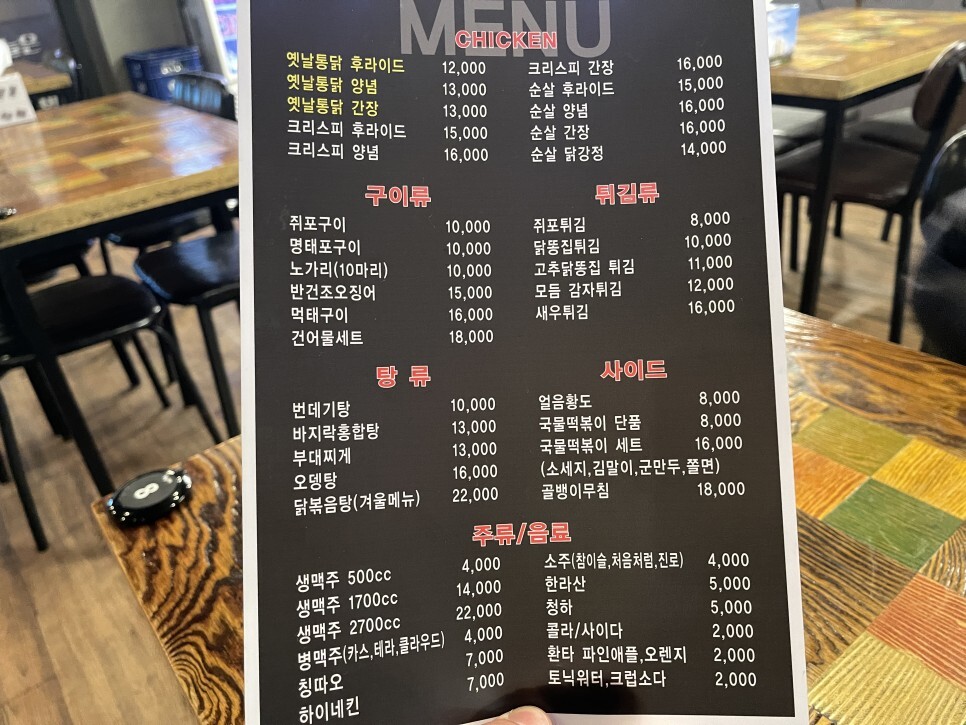 MENU
CHICKEN
옛날통닭 후라이드 12,000
옛날통닭 양념 13,000
옛날통닭 간장 13,000
크리스피 후라이드 15,000
크리스피 양념 16,000
크리스피 간장 16,000
순살 후라이드 15,000
순살 양념 16,000
순살 간장 16,000
순살 닭강정 14,000
구이류
쥐포구이 10,000
명태포구이 10,000
노가리(10마리) 10,000
반건조오징어 15,000
먹태구이 16,000
건어물세트 18,000
튀김류
쥐포튀김 8,000
닭똥집튀김 10,000
고추닭똥집 튀김 11,000
모듬 감자튀김 12,000
새우튀김 16,000
탕 류
번데기탕 10,000
바지락홍합탕 13,000
부대찌게 13,000
오뎅탕 16,000
닭볶음탕(겨울메뉴) 22,000
사이드
얼음황도 8,000
국물떡볶이 단품 8,000
국물떡볶이 세트 16,000
(소세지,김말이,군만두,쫄면)
골뱅이무침 18,000
주류/음료
생맥주 500cc 4,000
생맥주 1700cc 14,000
생맥주 2700cc 22,000
병맥주(카스,테라,클라우드) 4,000
칭따오 7,000
하이네킨 7,000
소주(참이슬,처음처럼,진로) 4,000
한라산 5,000
청하 5,000
콜라/사이다 2,000
환타 파인애플,오렌지 2,000
토닉워터,크럽소다 2,000
8